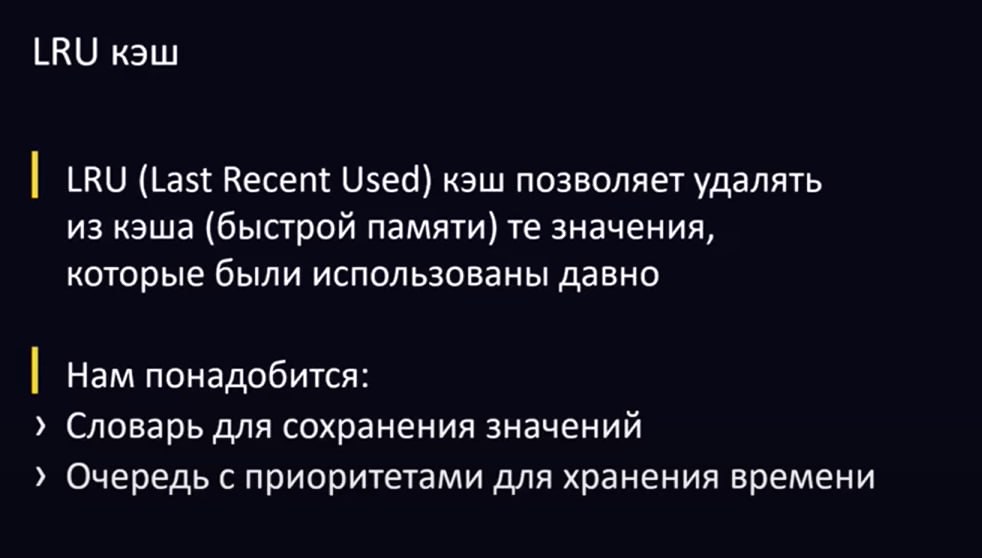 LRU кэш
LRU (Last Recent Used) кэш позволяет удалять
из кэша (быстрой памяти) те значения,
которые были использованы давно
Нам понадобится:
› Словарь для сохранения значений
› Очередь с приоритетами для хранения времени